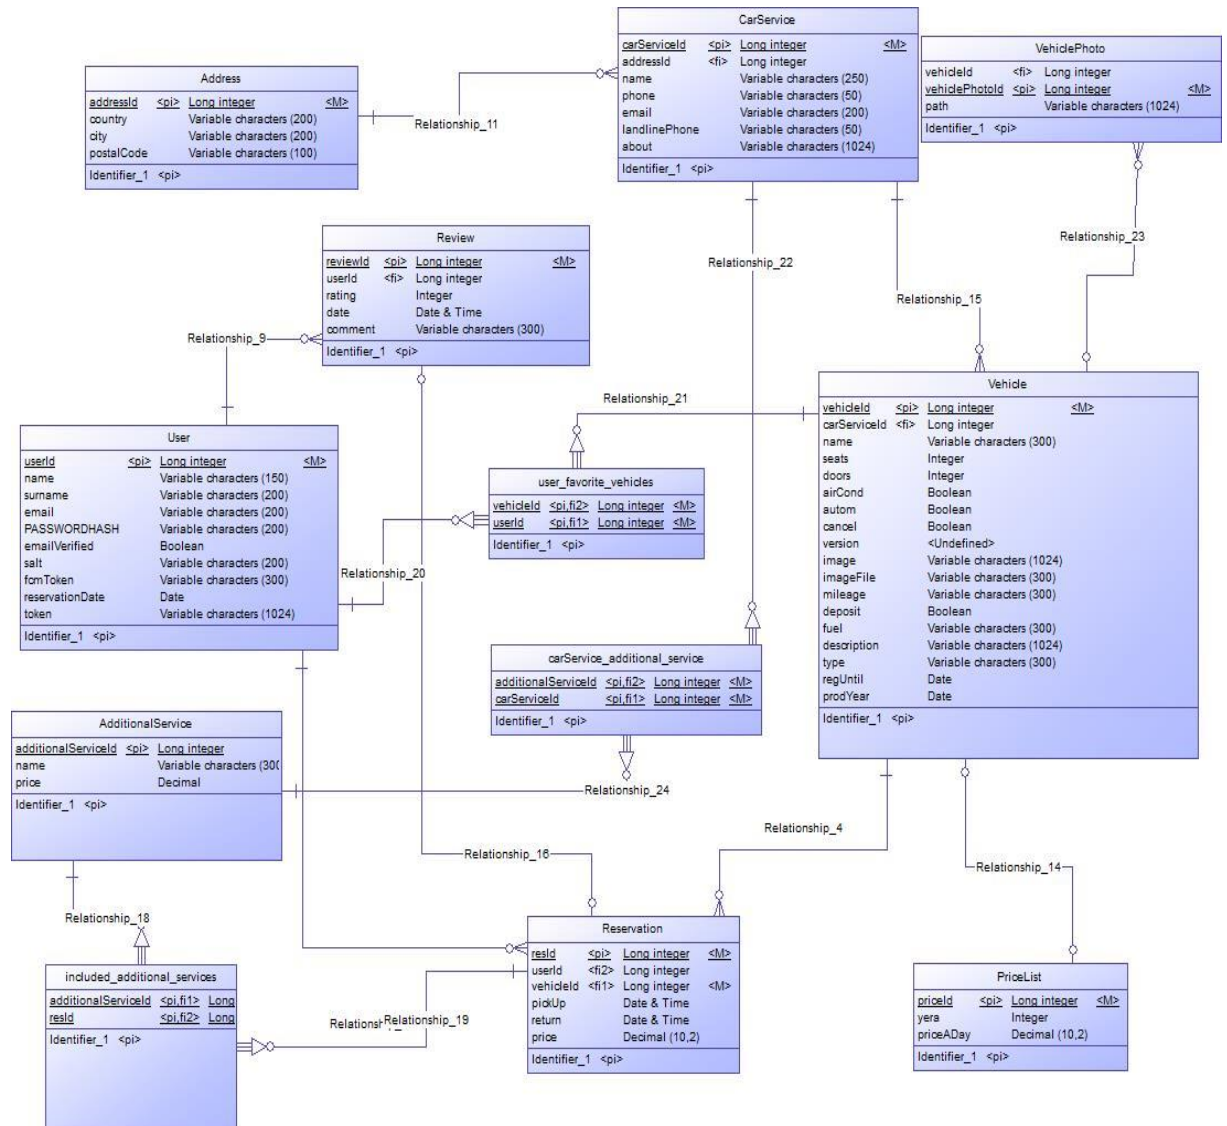 CarService
carServiceId <pi> Long integer <M>
addressId <fi> Long integer
name Variable characters (250)
phone Variable characters (50)
email Variable characters (200)
landlinePhone Variable characters (50)
about Variable characters (1024)
Identifier_1 <pi>
VehiclePhoto
vehicleId <fi> Long integer
vehiclePhotoId <pi> Long integer <M>
path Variable characters (1024)
Identifier_1 <pi>
Address
addressId <pi> Long integer <M>
country Variable characters (200)
city Variable characters (200)
postalCode Variable characters (100)
Identifier_1 <pi>
Relationship_11
Relationship_23
Relationship_22
Relationship_15
Review
reviewId <pi> Long integer <M>
userId <fi> Long integer
rating Integer
date Date & Time
comment Variable characters (300)
Identifier_1 <pi>
Relationship_9
Relationship_21
Vehicle
vehicleId <pi> Long integer <M>
carServiceId <fi> Long integer
name Variable characters (300)
seats Integer
doors Integer
airCond Boolean
autom Boolean
cancel Boolean
version <Undefined>
image Variable characters (1024)
imageFile Variable characters (300)
mileage Variable characters (300)
deposit Boolean
fuel Variable characters (300)
description Variable characters (1024)
type Variable characters (300)
regUntil Date
prodYear Date
Identifier_1 <pi>
User
userId <pi> Long integer <M>
name Variable characters (150)
surname Variable characters (200)
email Variable characters (200)
PASSWORDHASH Variable characters (200)
emailVerified Boolean
salt Variable characters (200)
fcmToken Variable characters (300)
reservationDate Date
token Variable characters (1024)
Identifier_1 <pi>
user_favorite_vehicles
vehicleId <pi,fi2> Long integer <M>
userId <pi,fi1> Long integer <M>
Identifier_1 <pi>
Relationship_20
carService_additional_service
additionalServiceId <pi,fi2> Long integer <M>
carServiceId <pi,fi1> Long integer <M>
Identifier_1 <pi>
AdditionalService
additionalServiceId <pi> Long integer
name Variable characters (300
price Decimal
Identifier_1 <pi>
Relationship_24
Relationship_4
Relationship_16
Relationship_14
Relationship_18
included_additional_services
additionalServiceId <pi,fi1> Long
resId <pi,fi2> Long
Identifier_1 <pi>
Relationship_19
Reservation
resId <pi> Long integer <M>
userId <fi2> Long integer
vehicleId <fi1> Long integer <M>
pickUp Date & Time
return Date & Time
price Decimal (10,2)
Identifier_1 <pi>
PriceList
priceId <pi> Long integer <M>
yera Integer
priceADay Decimal (10,2)
Identifier_1 <pi>